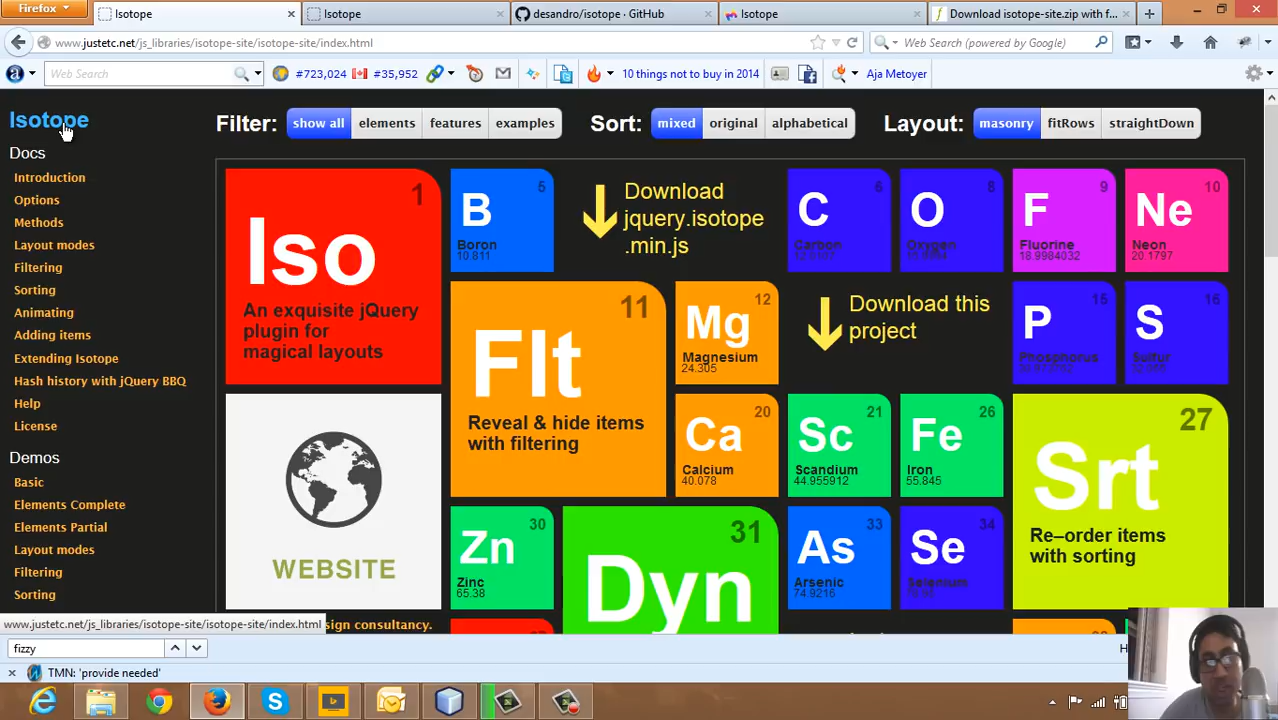 Firefox
Isotope
Isotope
desandro/isotope · GitHub
Isotope
Download isotope-site.zip with f...
www.justetc.net/js_libraries/isotope-site/isotope-site/index.html
Web Search (powered by Google)
Web Search
#723,024
#35,952
10 things not to buy in 2014
Aja Metoyer
Isotope
Filter:
show all
elements
features
examples
Sort:
mixed
original
alphabetical
Layout:
masonry
fitRows
straightDown
Docs
Introduction
Options
Methods
Layout modes
Filtering
Sorting
Animating
Adding items
Extending Isotope
Hash history with jQuery BBQ
Help
License
Demos
Basic
Elements Complete
Elements Partial
Layout modes
Filtering
Sorting
1
Iso
An exquisite jQuery
plugin for
magical layouts
5
B
Boron
10.811
Download
jquery.isotope
.min.js
6
C
Carbon
8
O
Oxygen
9
F
Fluorine
18.9984032
10
Ne
Neon
20.1797
11
Flt
Reveal & hide items
with filtering
12
Mg
Magnesium
24.305
Download this
project
15
P
Phosphorus
16
S
Sulfur
WEBSITE
20
Ca
Calcium
40.078
21
Sc
Scandium
44.955912
26
Fe
Iron
55.845
27
Srt
Re–order items
with sorting
30
Zn
Zinc
65.38
31
Dyn
33
As
Arsenic
74.9216
34
Se
Selenium
www.justetc.net/js_libraries/isotope-site/isotope-site/index.html
sign consultancy.
fizzy
TMN: 'provide needed'